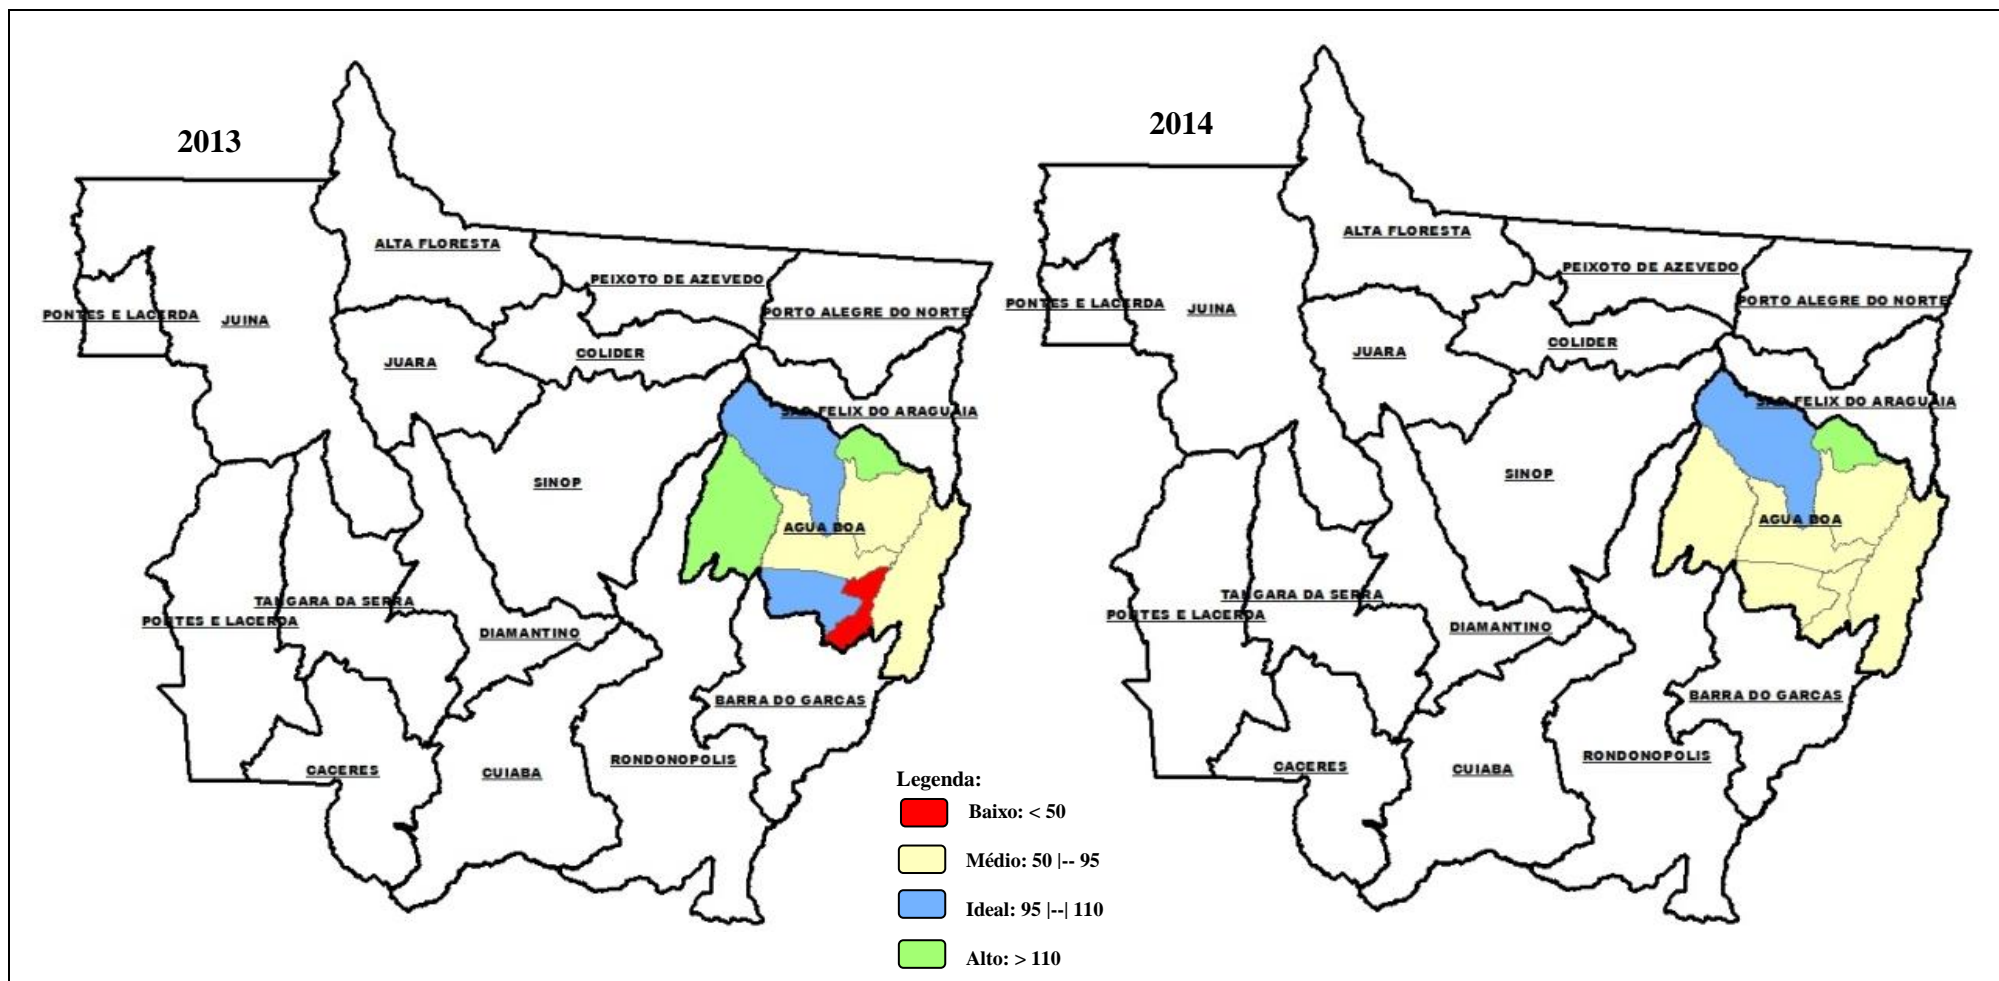 2013
ALTA FLORESTA
PEIXOTO DE AZEVEDO
PONTES E LACERDA
JUINA
PORTO ALEGRE DO NORTE
JUARA
COLIDER
SAO FELIX DO ARAGUAIA
SINOP
AGUA BOA
TANGARA DA SERRA
PONTES E LACERDA
DIAMANTINO
BARRA DO GARCAS
CACERES
CUIABA
RONDONOPOLIS
2014
ALTA FLORESTA
PEIXOTO DE AZEVEDO
PONTES E LACERDA
JUINA
PORTO ALEGRE DO NORTE
JUARA
COLIDER
SAO FELIX DO ARAGUAIA
SINOP
AGUA BOA
TANGARA DA SERRA
PONTES E LACERDA
DIAMANTINO
BARRA DO GARCAS
CACERES
CUIABA
RONDONOPOLIS
Legenda:
Baixo: < 50
Médio: 50 |-- 95
Ideal: 95 |--| 110
Alto: > 110